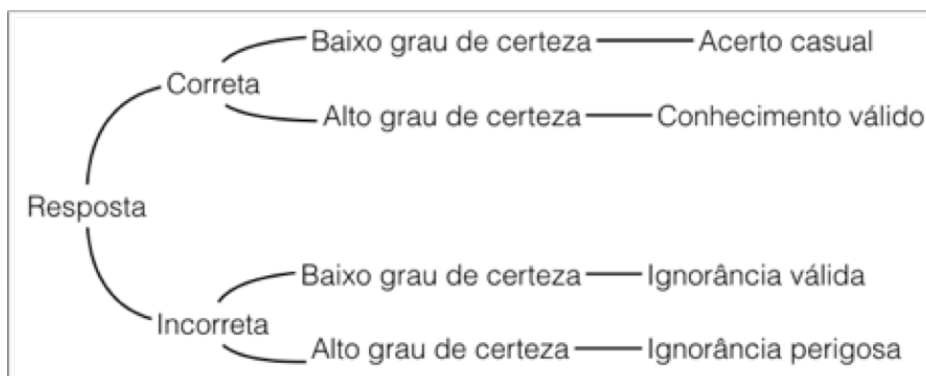 Baixo grau de certeza Acerto casual
Correta
Alto grau de certeza Conhecimento válido
Resposta
Baixo grau de certeza Ignorância válida
Incorreta
Alto grau de certeza Ignorância perigosa